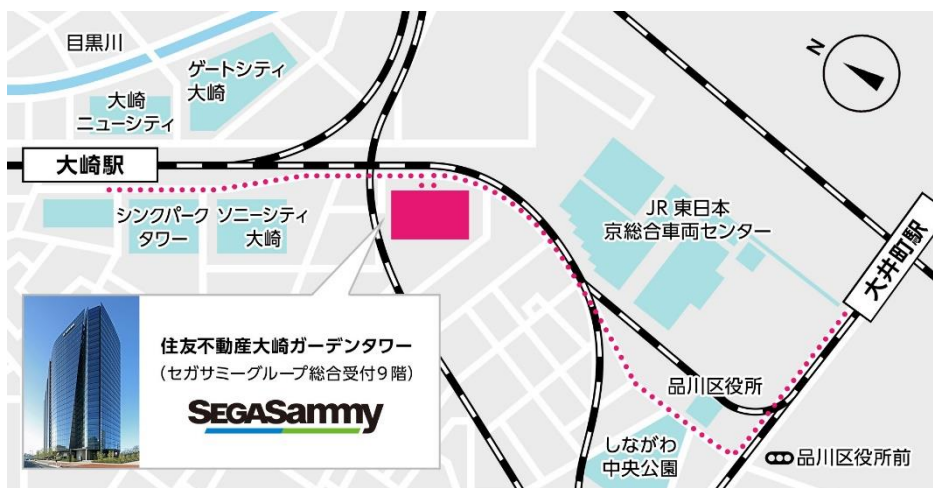 目黒川
ゲートシティ
大崎
大崎
ニューシティ
N
大崎駅
シンクパーク
タワー
ソニーシティ
大崎
JR 東日本
京総合車両センター
大井町駅
住友不動産大崎ガーデンタワー
(セガサミーグループ総合受付9階)
SEGASammy
品川区役所
しながわ
中央公園
品川区役所前